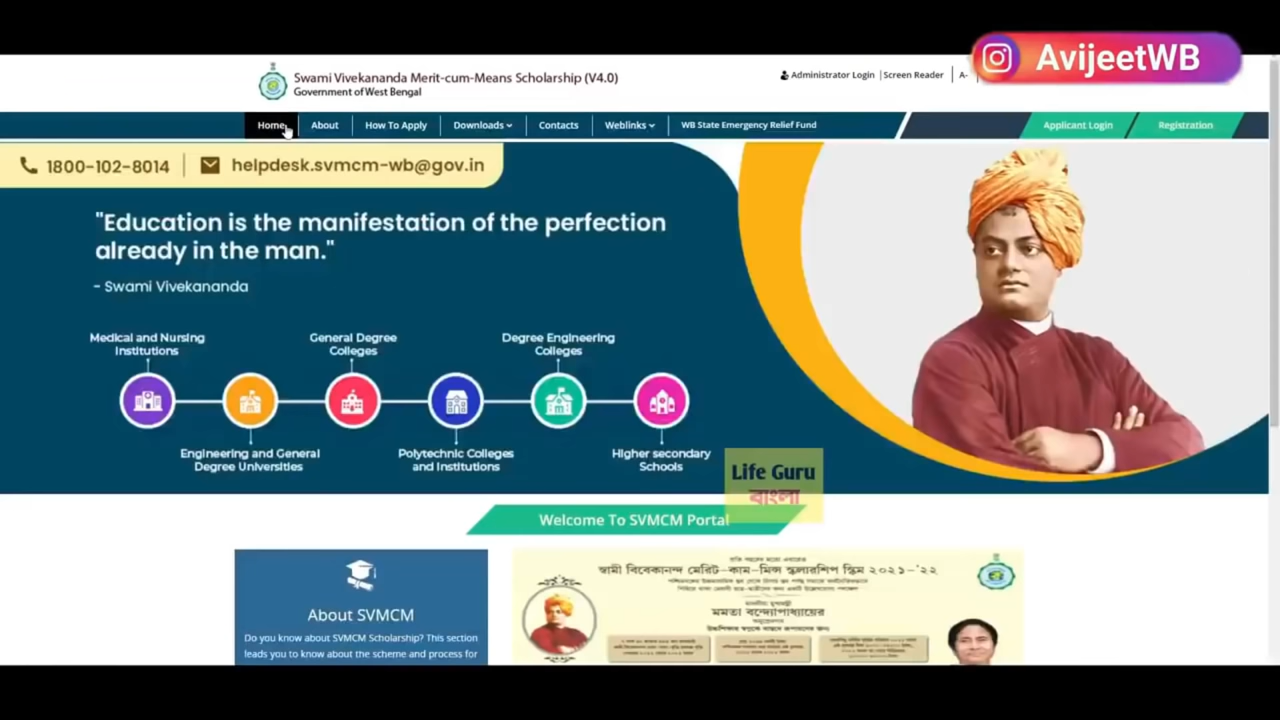 AvijeetWB
Swami Vivekananda Merit-cum-Means Scholarship (V4.0)
Government of West Bengal
Administrator Login | Screen Reader | A-
Home
About
How To Apply
Downloads
Contacts
Weblinks
WB State Emergency Relief Fund
Applicant Login
Registration
1800-102-8014
helpdesk.svmcm-wb@gov.in
"Education is the manifestation of the perfection
already in the man."
- Swami Vivekananda
Medical and Nursing
Institutions
General Degree
Colleges
Degree Engineering
Colleges
Engineering and General
Degree Universities
Polytechnic Colleges
and Institutions
Higher secondary
Schools
Life Guru
বাংলা
Welcome To SVMCM Portal
About SVMCM
Do you know about SVMCM Scholarship? This section
leads you to know about the scheme and process for
স্বামী বিবেকানন্দ মেরিট-কাম-মিন্স স্কলারশিপ স্কিম ২০২১-'২২
মমতা বন্দ্যোপাধ্যায়ের